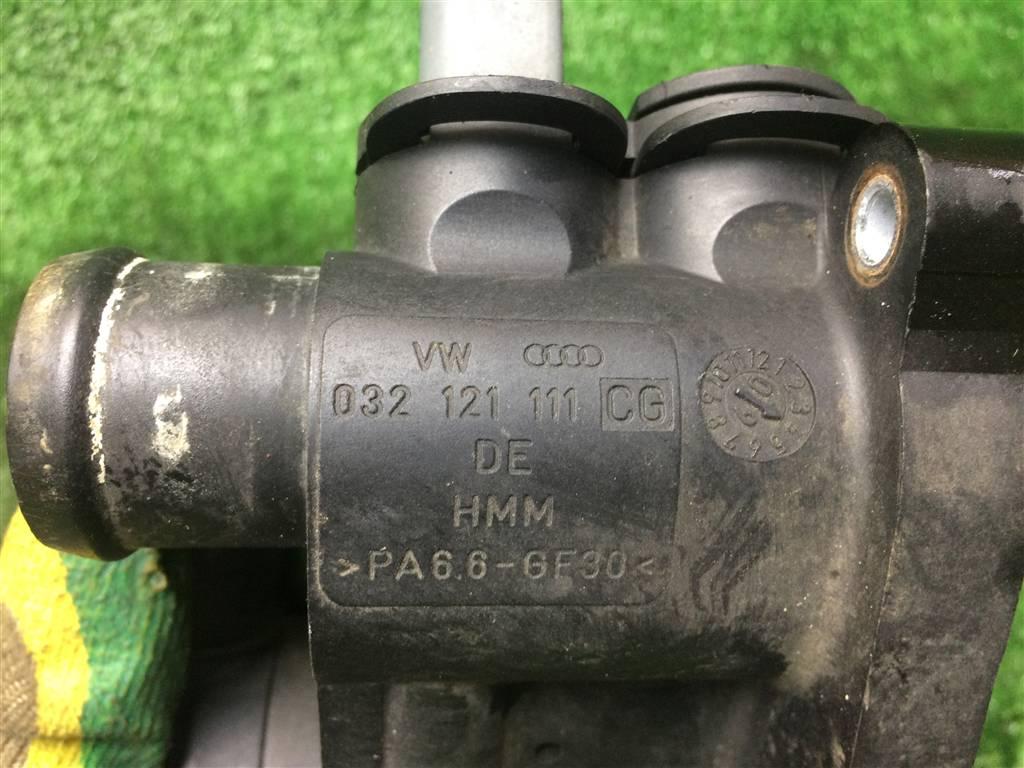 VW
032 121 111 CG
DE
HMM
>PA6.6-GF30<